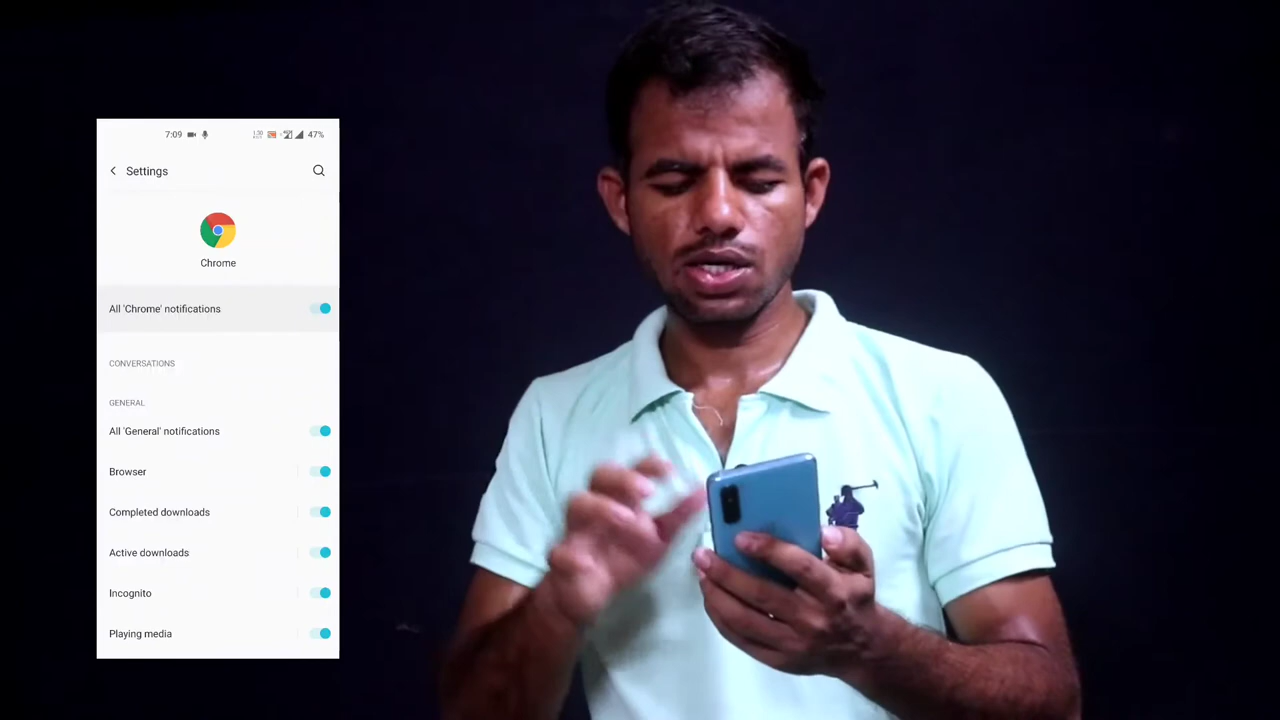 7:09 47%
Settings
Chrome
All 'Chrome' notifications
CONVERSATIONS
GENERAL
All 'General' notifications
Browser
Completed downloads
Active downloads
Incognito
Playing media